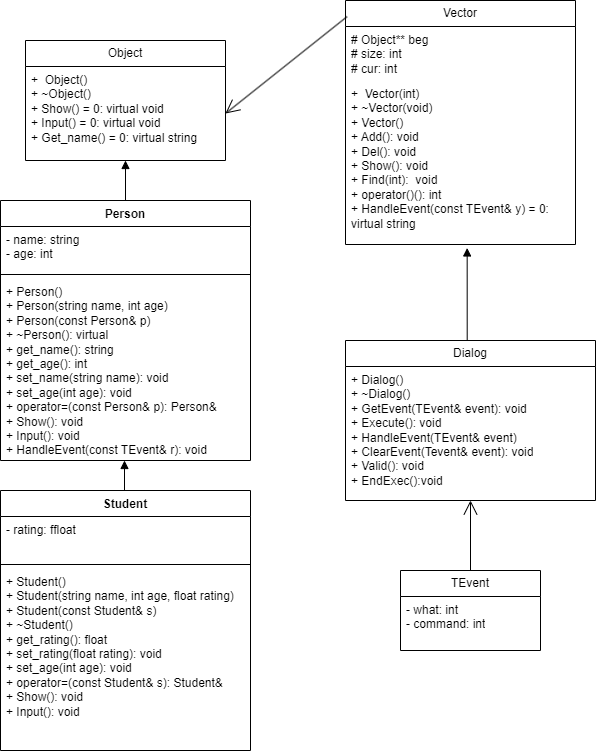 Object
+  Object()
+ ~Object()
+ Show() = 0: virtual void
+ Input() = 0: virtual void
+ Get_name() = 0: virtual string
Person
- name: string
- age: int
+ Person()
+ Person(string name, int age)
+ Person(const Person& p)
+ ~Person(): virtual
+ get_name(): string
+ get_age(): int
+ set_name(string name): void
+ set_age(int age): void
+ operator=(const Person& p): Person&
+ Show(): void
+ Input(): void
+ HandleEvent(const TEvent& r): void
Student
- rating: ffloat
+ Student()
+ Student(string name, int age, float rating)
+ Student(const Student& s)
+ ~Student()
+ get_rating(): float
+ set_rating(float rating): void
+ set_age(int age): void
+ operator=(const Student& s): Student&
+ Show(): void
+ Input(): void
Vector
# Object** beg
# size: int
# cur: int
+  Vector(int)
+ ~Vector(void)
+ Vector()
+ Add(): void
+ Del(): void
+ Show(): void
+ Find(int):  void
+ operator()(): int
+ HandleEvent(const TEvent& y) = 0:
virtual string
Dialog
+ Dialog()
+ ~Dialog()
+ GetEvent(TEvent& event): void
+ Execute(): void
+ HandleEvent(TEvent& event)
+ ClearEvent(Tevent& event): void
+ Valid(): void
+ EndExec():void
TEvent
- what: int
- command: int